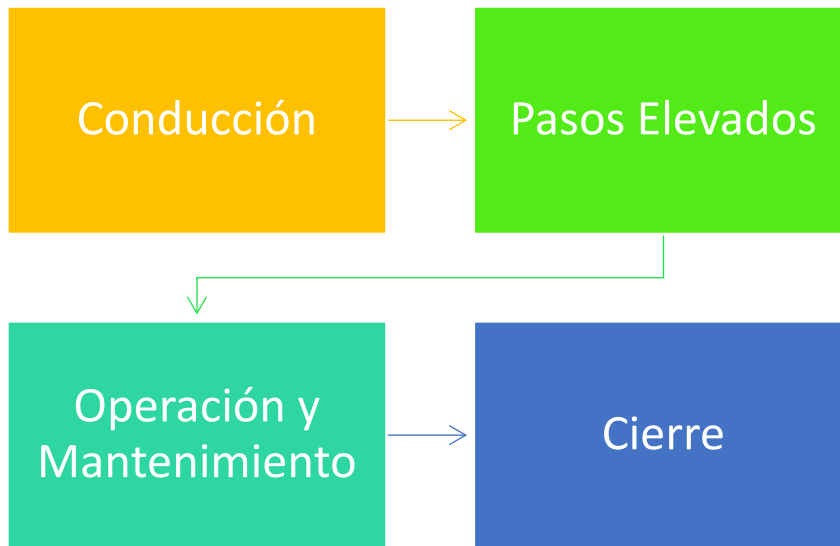 Conducción
Pasos Elevados
Operación y
Mantenimiento
Cierre